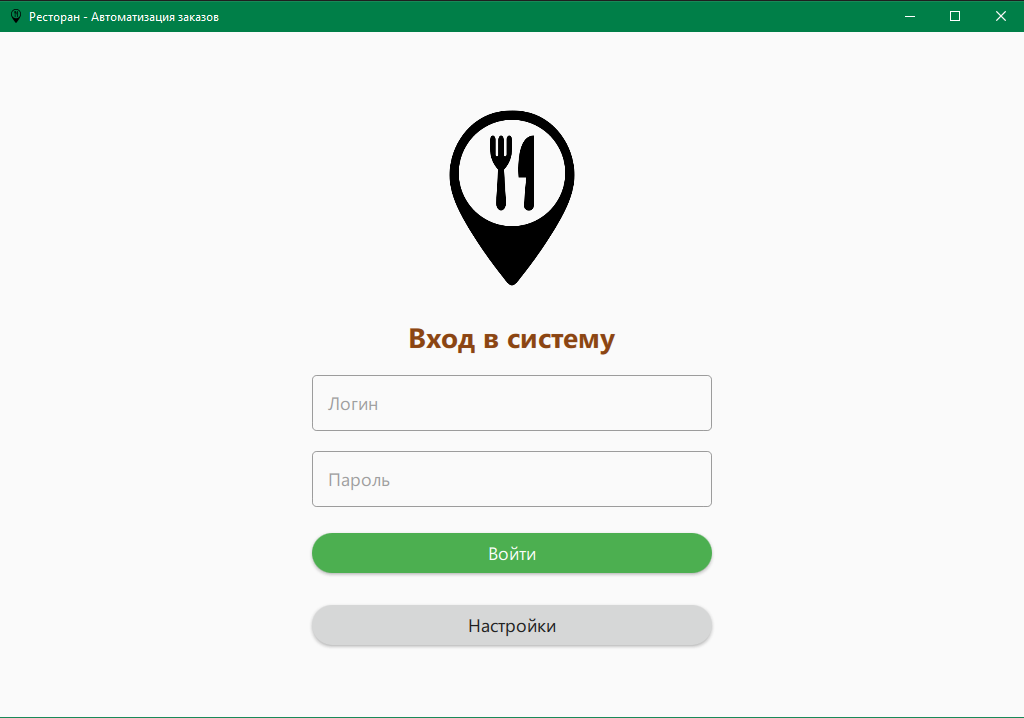 Ресторан - Автоматизация заказов
Вход в систему
Логин
Пароль
Войти
Настройки